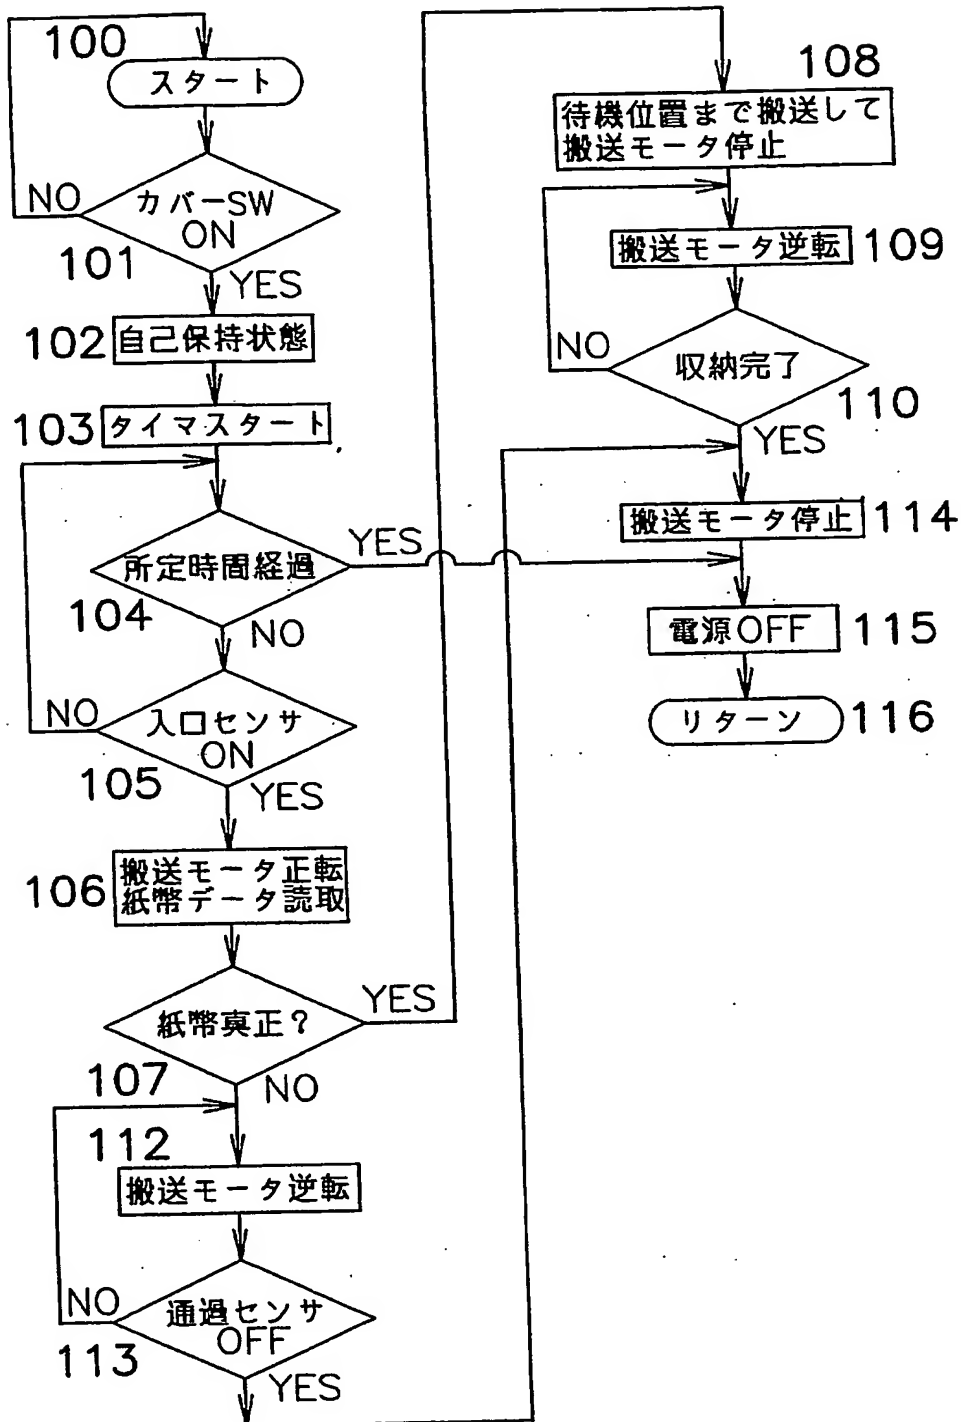 100
スタート
NO
カバーSW
ON
101
YES
102
自己保持状態
103
タイマスタート
所定時間経過
YES
104
NO
NO
入口センサ
ON
105
YES
106
搬送モータ正転
紙幣データ読取
紙幣真正?
YES
107
NO
112
搬送モータ逆転
NO
通過センサ
OFF
113
YES
108
待機位置まで搬送して
搬送モータ停止
搬送モータ逆転
109
NO
収納完了
110
YES
搬送モータ停止
114
電源OFF
115
リターン
116